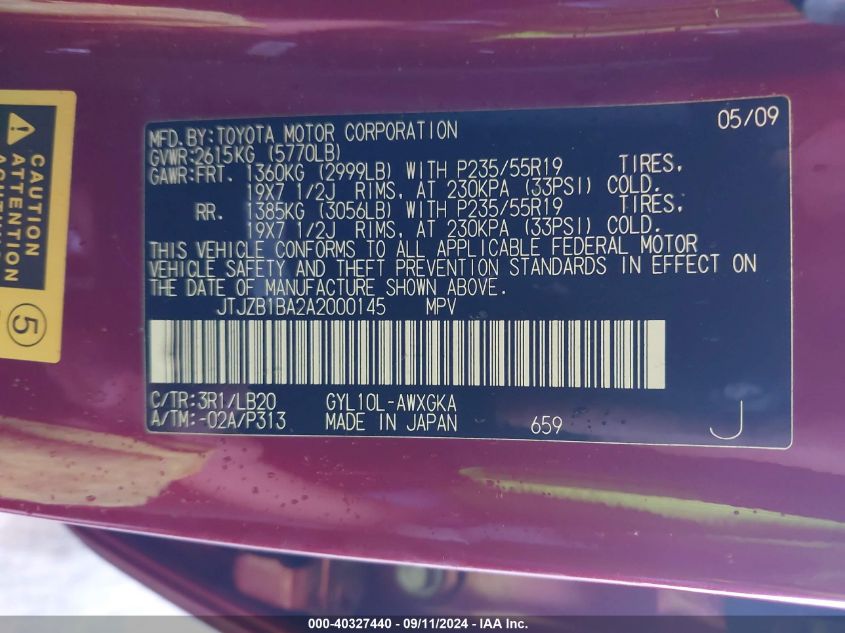 05/09
MFD.BY:TOYOTA MOTOR CORPORATION
GVWR:2615KG (5770LB)
GAWR:FRT. 1360KG (2999LB) WITH P235/55R19 TIRES,
19X7 1/2J RIMS, AT 230KPA (33PSI) COLD.
RR. 1385KG (3056LB) WITH P235/55R19 TIRES,
19X7 1/2J RIMS, AT 230KPA (33PSI) COLD.
THIS VEHICLE CONFORMS TO ALL APPLICABLE FEDERAL MOTOR
VEHICLE SAFETY AND THEFT PREVENTION STANDARDS IN EFFECT ON
THE DATE OF MANUFACTURE SHOWN ABOVE.
JTJZB1BA2A2000145 MPV
C/TR:3R1/LB20 GYL10L-AWXGKA
A/TM:-02A/P313 MADE IN JAPAN 659 J
ATTENTION
5
000-40327440 - 09/11/2024 - IAA Inc.